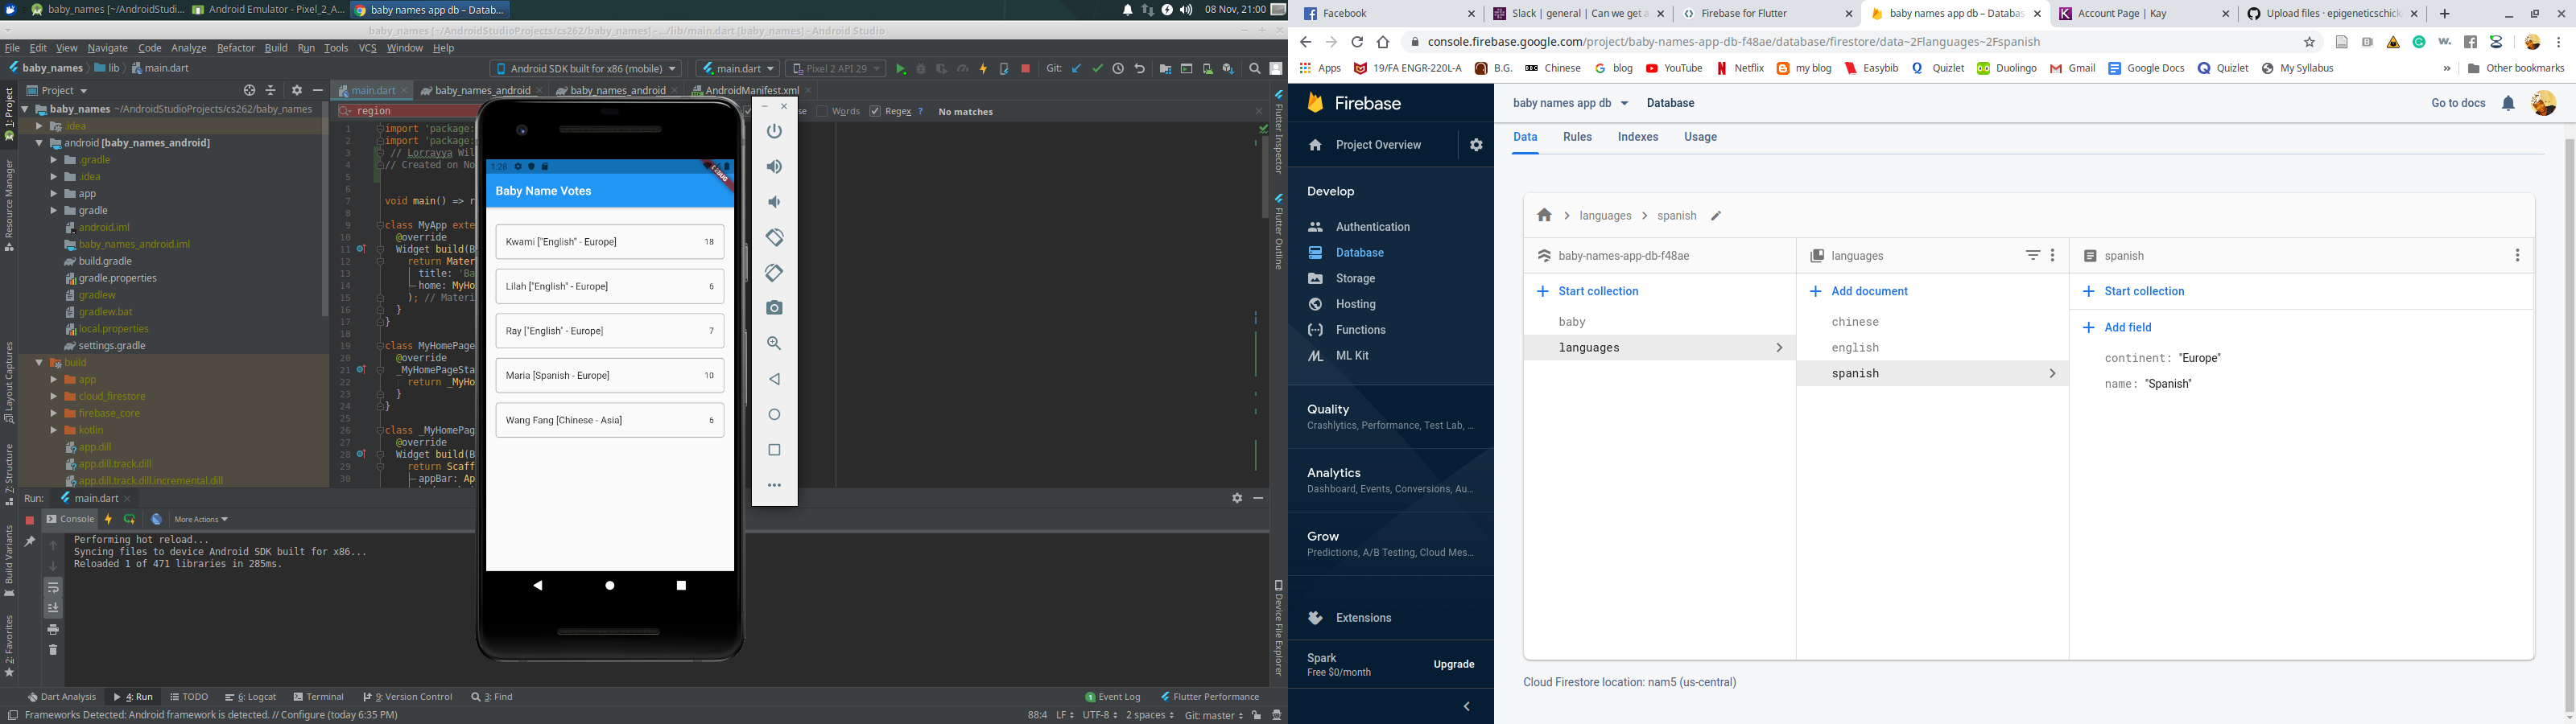 baby_names [~/AndroidStudi... Android Emulator - Pixel_2_A... baby names app db – Datab... 08 Nov, 21:00
baby_names [~/AndroidStudioProjects/cs262/baby_names] - .../lib/main.dart [baby_names] - Android Studio
File Edit View Navigate Code Analyze Refactor Build Run Tools VCS Window Help
baby_names lib main.dart Android SDK built for x86 (mobile) main.dart Pixel 2 API 29 Git:
Project main.dart baby_names_android baby_names_android AndroidManifest.xml
region Words Regex ? No matches
baby_names ~/AndroidStudioProjects/cs262/baby_names
.idea
android [baby_names_android]
.gradle
.idea
app
gradle
android.iml
baby_names_android.iml
build.gradle
gradle.properties
gradlew
gradlew.bat
local.properties
settings.gradle
build
app
cloud_firestore
firebase_core
kotlin
app.dill
app.dill.track.dill
app.dill.track.dill.incremental.dill
1: Project
Resource Manager
Layout Captures
Z: Structure
Build Variants
2: Favorites
1 import 'package:
2 import 'package:
3 // Lorrayya Wil
4 // Created on No
5
6
7 void main() => r
8
9 class MyApp exte
10 @override
11 Widget build(B
12 return Mater
13 title: 'Ba
14 home: MyHo
15 ); // Materi
16 }
17 }
18
19 class MyHomePage
20 @override
21 _MyHomePageSta
22 return _MyHo
23 }
24 }
25
26 class _MyHomePag
27 @override
28 Widget build(B
29 return Scaff
30 appBar: Ap
1:28
Baby Name Votes
Kwami ["English" - Europe] 18
Lilah ["English" - Europe] 6
Ray ["English" - Europe] 7
Maria [Spanish - Europe] 10
Wang Fang [Chinese - Asia] 6
Flutter Inspector
Flutter Outline
Device File Explorer
Run: main.dart
Console More Actions
Performing hot reload...
Syncing files to device Android SDK built for x86...
Reloaded 1 of 471 libraries in 285ms.
Dart Analysis 4: Run TODO 6: Logcat Terminal 9: Version Control 3: Find 1 Event Log Flutter Performance
Frameworks Detected: Android framework is detected. // Configure (today 6:35 PM) 88:4 LF UTF-8 2 spaces Git: master
Facebook Slack | general | Can we get a Firebase for Flutter baby names app db – Databas Account Page | Kay Upload files · epigeneticschick
console.firebase.google.com/project/baby-names-app-db-f48ae/database/firestore/data~2Flanguages~2Fspanish
Apps 19/FA ENGR-220L-A B.G. Chinese blog YouTube Netflix my blog Easybib Quizlet Duolingo Gmail Google Docs Quizlet My Syllabus » Other bookmarks
Firebase
Project Overview
Develop
Authentication
Database
Storage
Hosting
Functions
ML Kit
Quality
Crashlytics, Performance, Test Lab, ...
Analytics
Dashboard, Events, Conversions, Au...
Grow
Predictions, A/B Testing, Cloud Mes...
Extensions
Spark
Free $0/month
Upgrade
baby names app db Database Go to docs
Data Rules Indexes Usage
languages spanish
baby-names-app-db-f48ae languages spanish
Start collection Add document Start collection
baby
languages
chinese
english
spanish
Add field
continent: "Europe"
name: "Spanish"
Cloud Firestore location: nam5 (us-central)